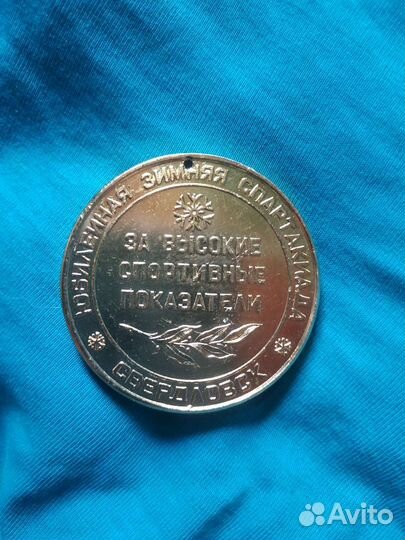 ЮБИЛЕЙНАЯ ЗИМНЯЯ СПАРТАКИАДА
ЗА ВЫСОКИЕ
СПОРТИВНЫЕ
ПОКАЗАТЕЛИ
СВЕРДЛОВСК
Avito